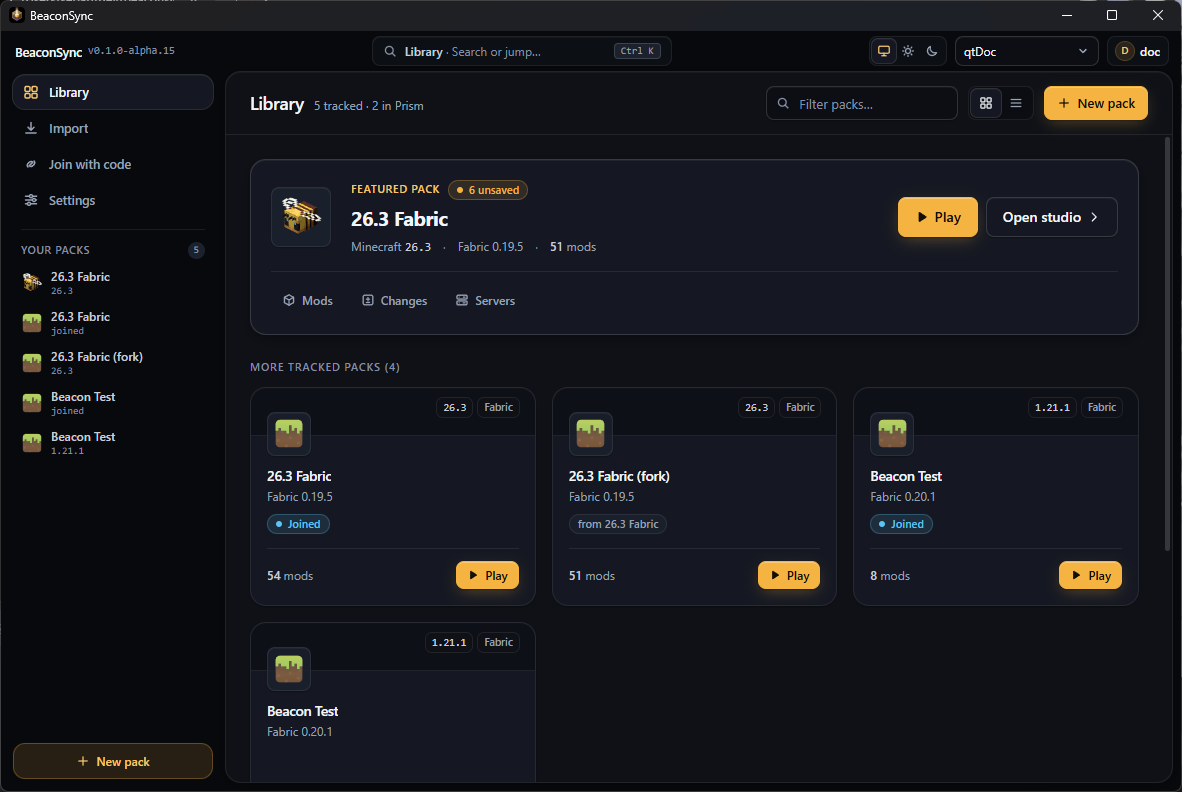 BeaconSync
BeaconSync v0.1.0-alpha.15
Library · Search or jump... Ctrl K
qtDoc
D doc
Library
Import
Join with code
Settings
YOUR PACKS 5
26.3 Fabric
26.3
26.3 Fabric
joined
26.3 Fabric (fork)
26.3
Beacon Test
joined
Beacon Test
1.21.1
+ New pack
Library 5 tracked · 2 in Prism
Filter packs...
+ New pack
FEATURED PACK 6 unsaved
26.3 Fabric
Minecraft 26.3 · Fabric 0.19.5 · 51 mods
Play
Open studio
Mods Changes Servers
MORE TRACKED PACKS (4)
26.3 Fabric
26.3 Fabric
Fabric 0.19.5
Joined
54 mods
Play
26.3 Fabric
26.3 Fabric (fork)
Fabric 0.19.5
from 26.3 Fabric
51 mods
Play
1.21.1 Fabric
Beacon Test
Fabric 0.20.1
Joined
8 mods
Play
1.21.1 Fabric
Beacon Test
Fabric 0.20.1